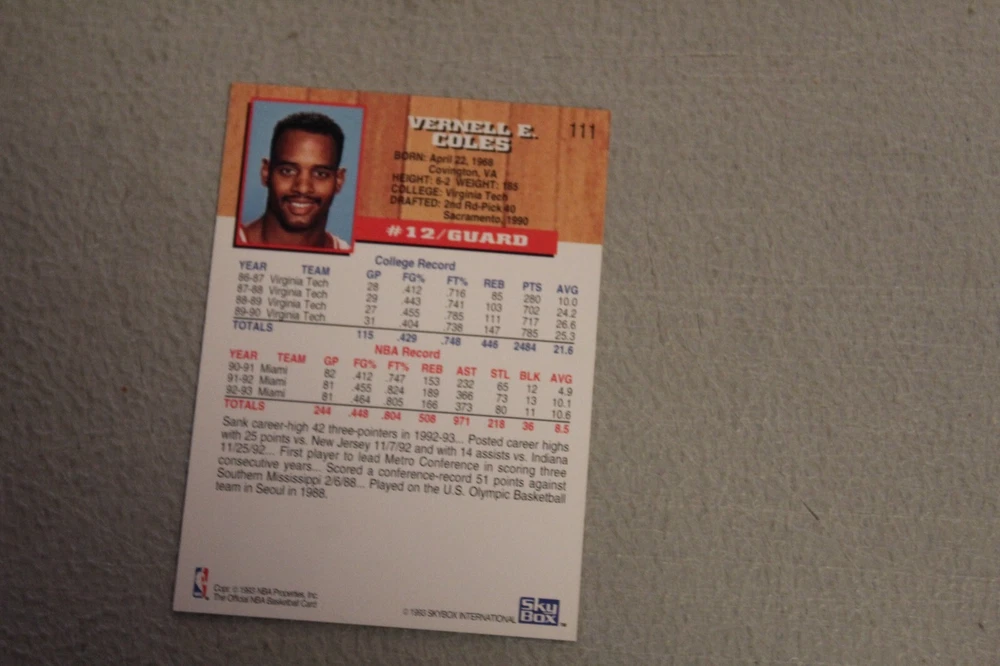 VERNELL E. COLES
111
BORN: April 22, 1968
Covington, VA
HEIGHT: 6-2 WEIGHT: 185
COLLEGE: Virginia Tech
DRAFTED: 2nd Rd-Pick 40
Sacramento, 1990
#12/GUARD
College Record
YEAR TEAM GP FG% FT% REB PTS AVG
86-87 Virginia Tech 28 .412 .716 85 280 10.0
87-88 Virginia Tech 29 .443 .741 103 702 24.2
88-89 Virginia Tech 27 .455 .785 111 717 26.6
89-90 Virginia Tech 31 .404 .738 147 785 25.3
TOTALS 115 .429 .748 446 2484 21.6
NBA Record
YEAR TEAM GP FG% FT% REB AST STL BLK AVG
90-91 Miami 82 .412 .747 153 232 65 12 4.9
91-92 Miami 81 .455 .824 189 366 73 13 10.1
92-93 Miami 81 .464 .805 166 373 80 11 10.6
TOTALS 244 .448 .804 508 971 218 36 8.5
Sank career-high 42 three-pointers in 1992-93... Posted career highs
with 25 points vs. New Jersey 11/7/92 and with 14 assists vs. Indiana
11/25/92... First player to lead Metro Conference in scoring three
consecutive years... Scored a conference-record 51 points against
Southern Mississippi 2/6/88... Played on the U.S. Olympic Basketball
team in Seoul in 1988.
Copr. © 1993 NBA Properties, Inc.
The Official NBA Basketball Card
© 1993 SKYBOX INTERNATIONAL
Sky
Box
TM